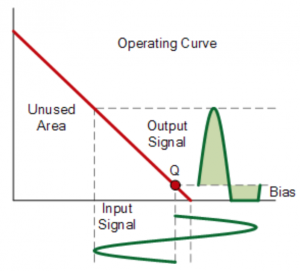 Operating Curve
Unused
Area
Output
Signal
Q
Bias
Input
Signal